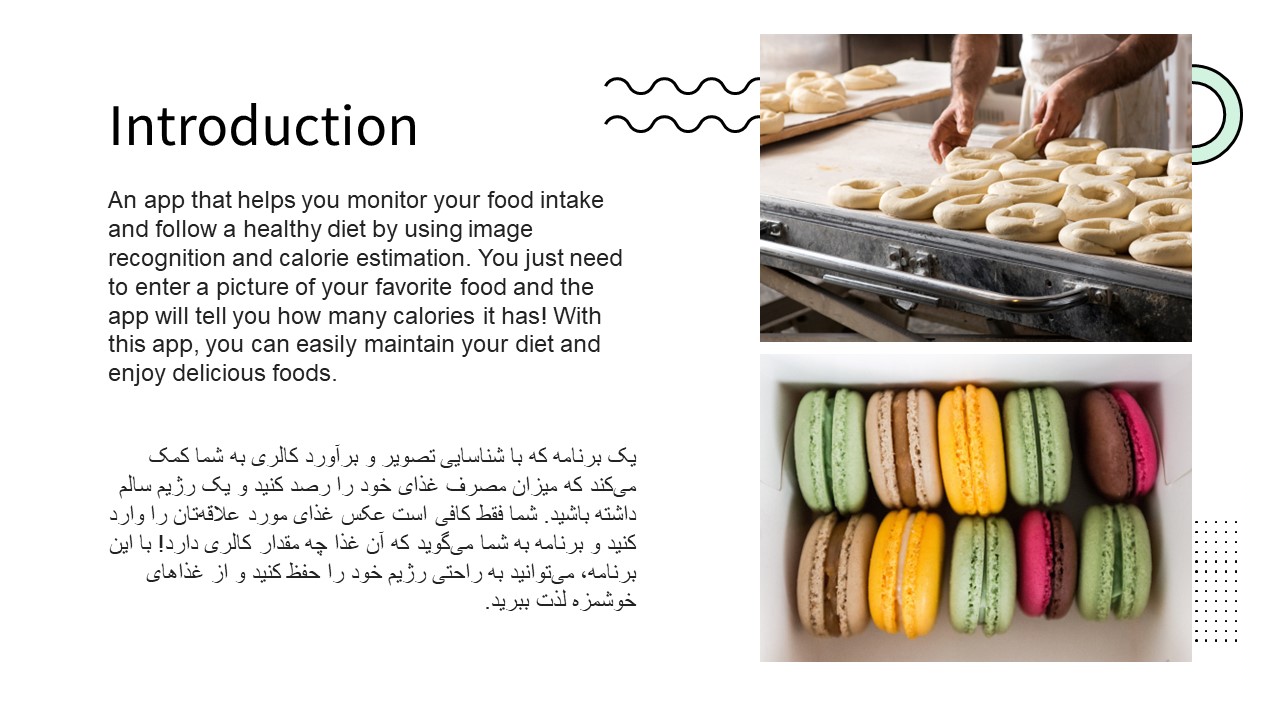 Introduction
An app that helps you monitor your food intake
and follow a healthy diet by using image
recognition and calorie estimation. You just need
to enter a picture of your favorite food and the
app will tell you how many calories it has! With
this app, you can easily maintain your diet and
enjoy delicious foods.
یک برنامه که با شناسایی تصویر و برآورد کالری به شما کمک
می‌کند که میزان مصرف غذای خود را رصد کنید و یک رژیم سالم
داشته باشید. شما فقط کافی است عکس غذای مورد علاقه‌تان را وارد
کنید و برنامه به شما می‌گوید که آن غذا چه مقدار کالری دارد! با این
برنامه، می‌توانید به راحتی رژیم خود را حفظ کنید و از غذاهای
خوشمزه لذت ببرید.